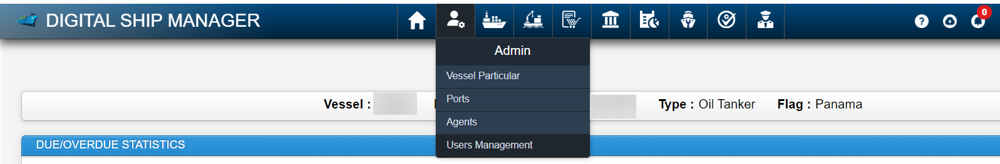 DIGITAL SHIP MANAGER
0
Admin
Vessel Particular
Ports
Agents
Users Management
Vessel : Type : Oil Tanker Flag : Panama
DUE/OVERDUE STATISTICS